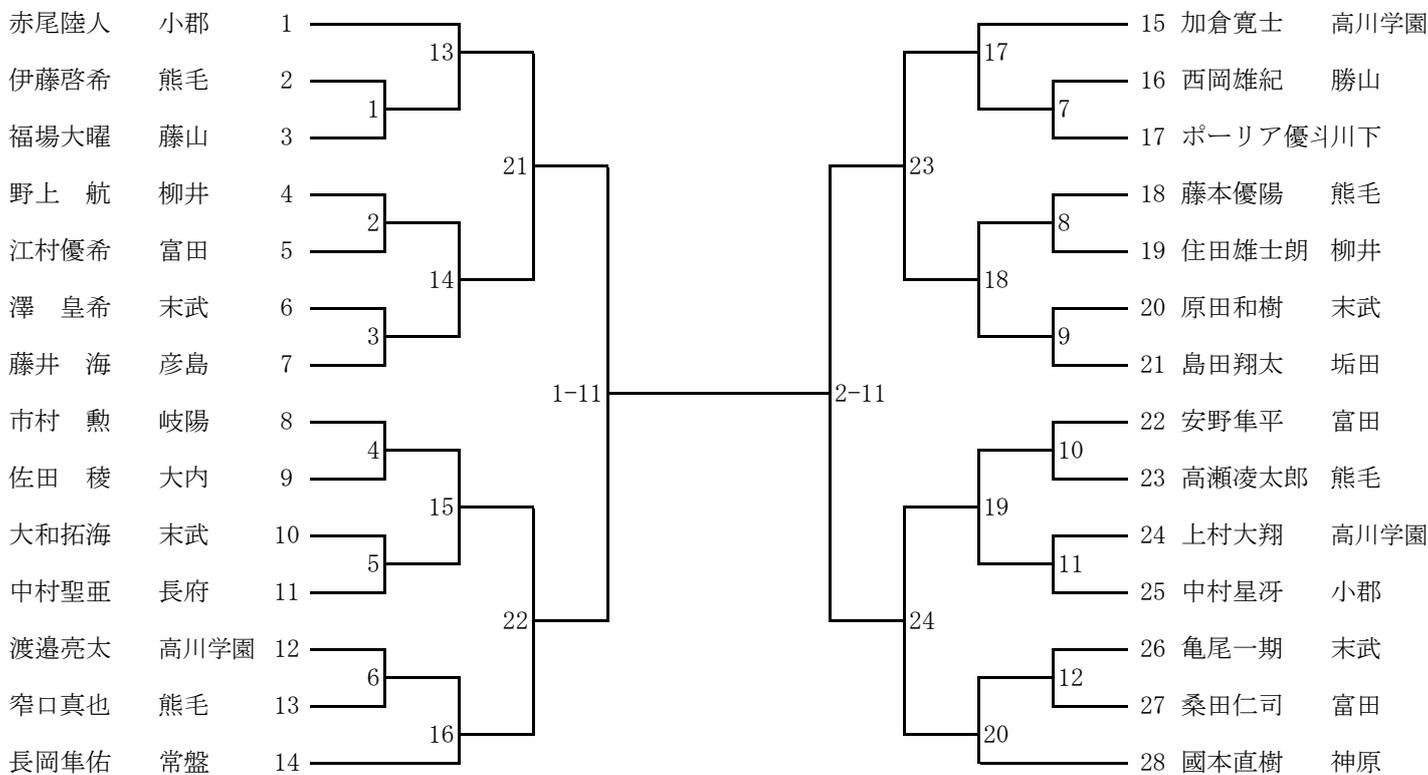 赤尾陸人 小郡 1
伊藤啓希 熊毛 2
福場大曜 藤山 3
野上 航 柳井 4
江村優希 富田 5
澤 皇希 末武 6
藤井 海 彦島 7
市村 勲 岐陽 8
佐田 稜 大内 9
大和拓海 末武 10
中村聖亜 長府 11
渡邉亮太 高川学園 12
窄口真也 熊毛 13
長岡隼佑 常盤 14
13
1
21
2
14
3
1-11
4
15
5
22
6
16
17
7
23
8
18
9
2-11
10
19
11
24
12
20
15 加倉寛士 高川学園
16 西岡雄紀 勝山
17 ポーリア優斗川下
18 藤本優陽 熊毛
19 住田雄士朗 柳井
20 原田和樹 末武
21 島田翔太 垢田
22 安野隼平 富田
23 高瀬凌太郎 熊毛
24 上村大翔 高川学園
25 中村星冴 小郡
26 亀尾一期 末武
27 桑田仁司 富田
28 國本直樹 神原